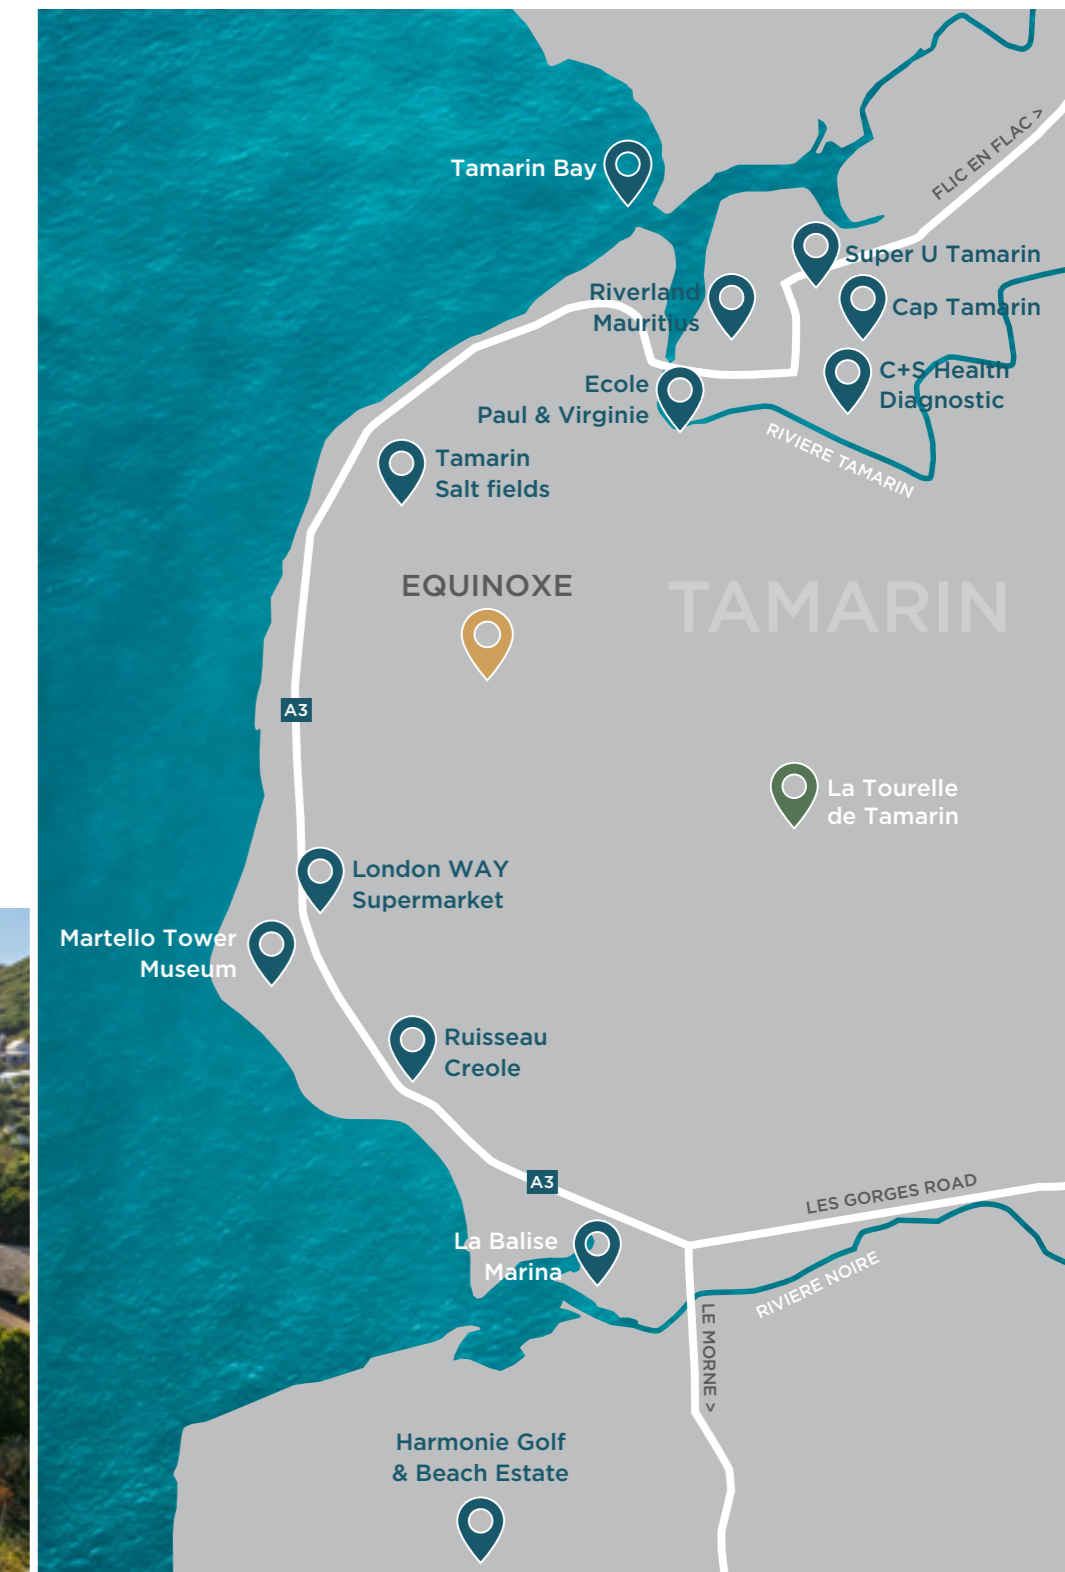 FLIC EN FLAC >
Tamarin Bay
Super U Tamarin
Riverland
Mauritius
Cap Tamarin
C+S Health
Diagnostic
Ecole
Paul & Virginie
RIVIERE TAMARIN
Tamarin
Salt fields
EQUINOXE
TAMARIN
A3
La Tourelle
de Tamarin
London WAY
Supermarket
Martello Tower
Museum
Ruisseau
Creole
A3
LES GORGES ROAD
La Balise
Marina
RIVIERE NOIRE
LE MORNE >
Harmonie Golf
& Beach Estate